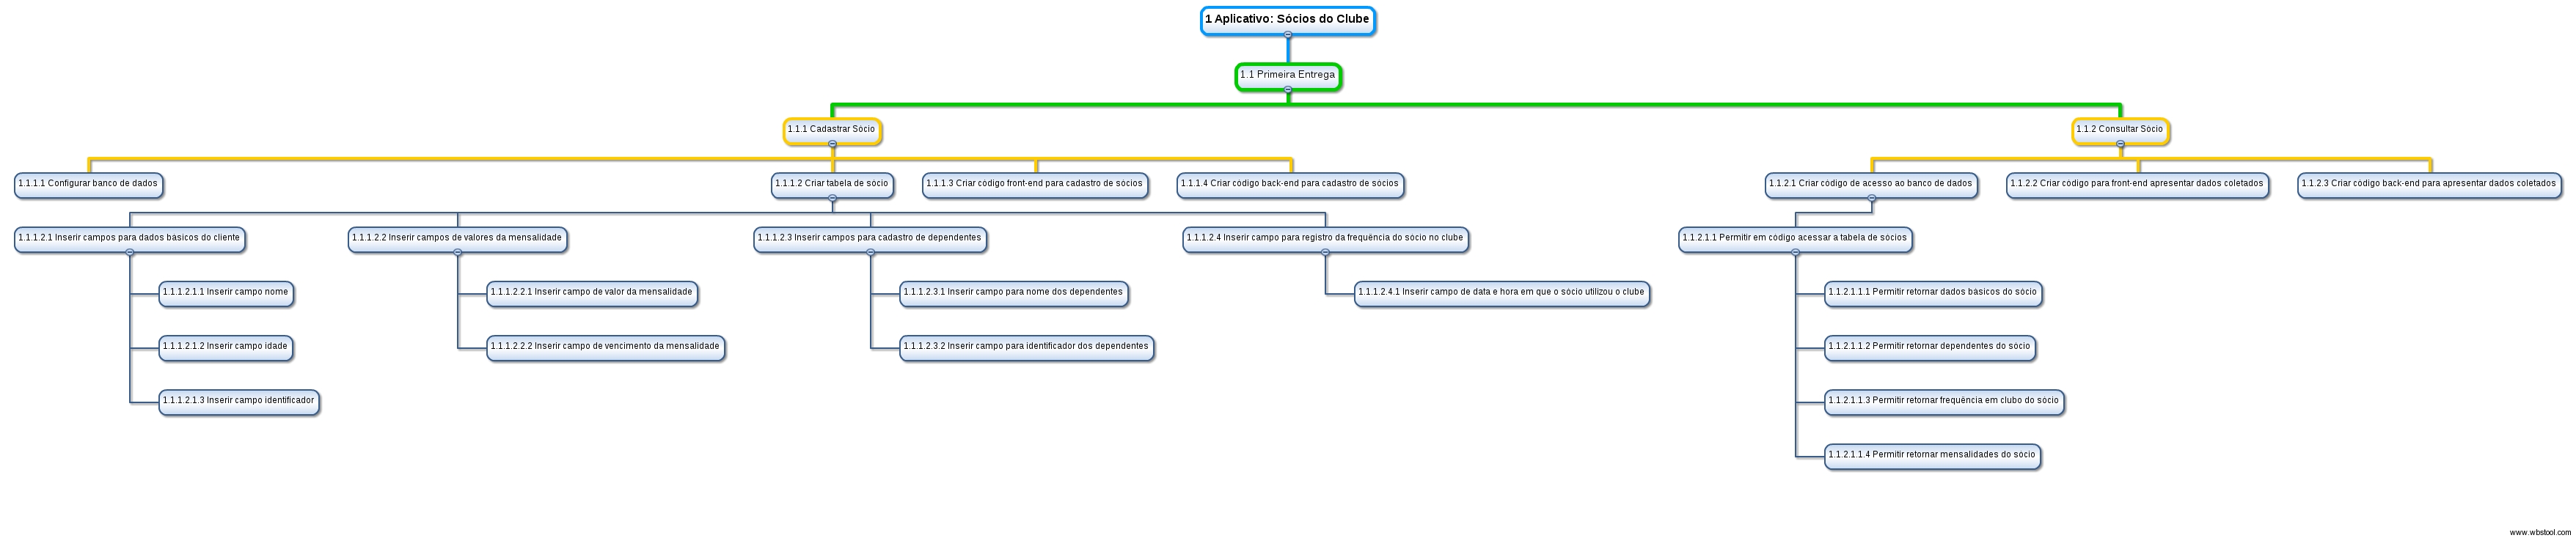 1 Aplicativo: Sócios do Clube
1.1 Primeira Entrega
1.1.1 Cadastrar Sócio
1.1.2 Consultar Sócio
1.1.1.1 Configurar banco de dados
1.1.1.2 Criar tabela de sócio
1.1.1.3 Criar código front-end para cadastro de sócios
1.1.1.4 Criar código back-end para cadastro de sócios
1.1.2.1 Criar código de acesso ao banco de dados
1.1.2.2 Criar código para front-end apresentar dados coletados
1.1.2.3 Criar código back-end para apresentar dados coletados
1.1.1.2.1 Inserir campos para dados básicos do cliente
1.1.1.2.2 Inserir campos de valores da mensalidade
1.1.1.2.3 Inserir campos para cadastro de dependentes
1.1.1.2.4 Inserir campo para registro da frequência do sócio no clube
1.1.2.1.1 Permitir em código acessar a tabela de sócios
1.1.1.2.1.1 Inserir campo nome
1.1.1.2.2.1 Inserir campo de valor da mensalidade
1.1.1.2.3.1 Inserir campo para nome dos dependentes
1.1.1.2.4.1 Inserir campo de data e hora em que o sócio utilizou o clube
1.1.2.1.1.1 Permitir retornar dados básicos do sócio
1.1.1.2.1.2 Inserir campo idade
1.1.1.2.2.2 Inserir campo de vencimento da mensalidade
1.1.1.2.3.2 Inserir campo para identificador dos dependentes
1.1.2.1.1.2 Permitir retornar dependentes do sócio
1.1.1.2.1.3 Inserir campo identificador
1.1.2.1.1.3 Permitir retornar frequência em clubo do sócio
1.1.2.1.1.4 Permitir retornar mensalidades do sócio
www.wbstool.com